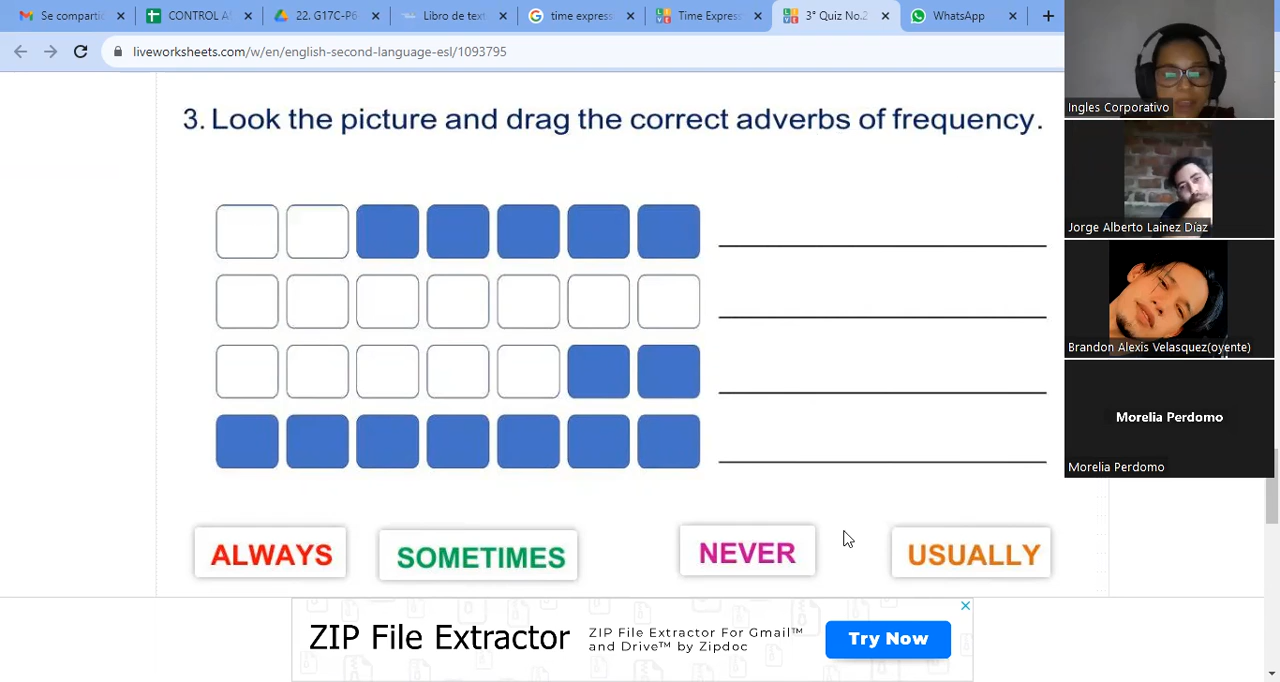 Se comparti
CONTROL A
22. G17C-P6
Libro de text
time express
Time Expres
3° Quiz No.2
WhatsApp
liveworksheets.com/w/en/english-second-language-esl/1093795
3. Look the picture and drag the correct adverbs of frequency.
ALWAYS
SOMETIMES
NEVER
USUALLY
ZIP File Extractor
ZIP File Extractor For Gmail™
and Drive™ by Zipdoc
Try Now
Ingles Corporativo
Jorge Alberto Lainez Díaz
Brandon Alexis Velasquez(oyente)
Morelia Perdomo
Morelia Perdomo